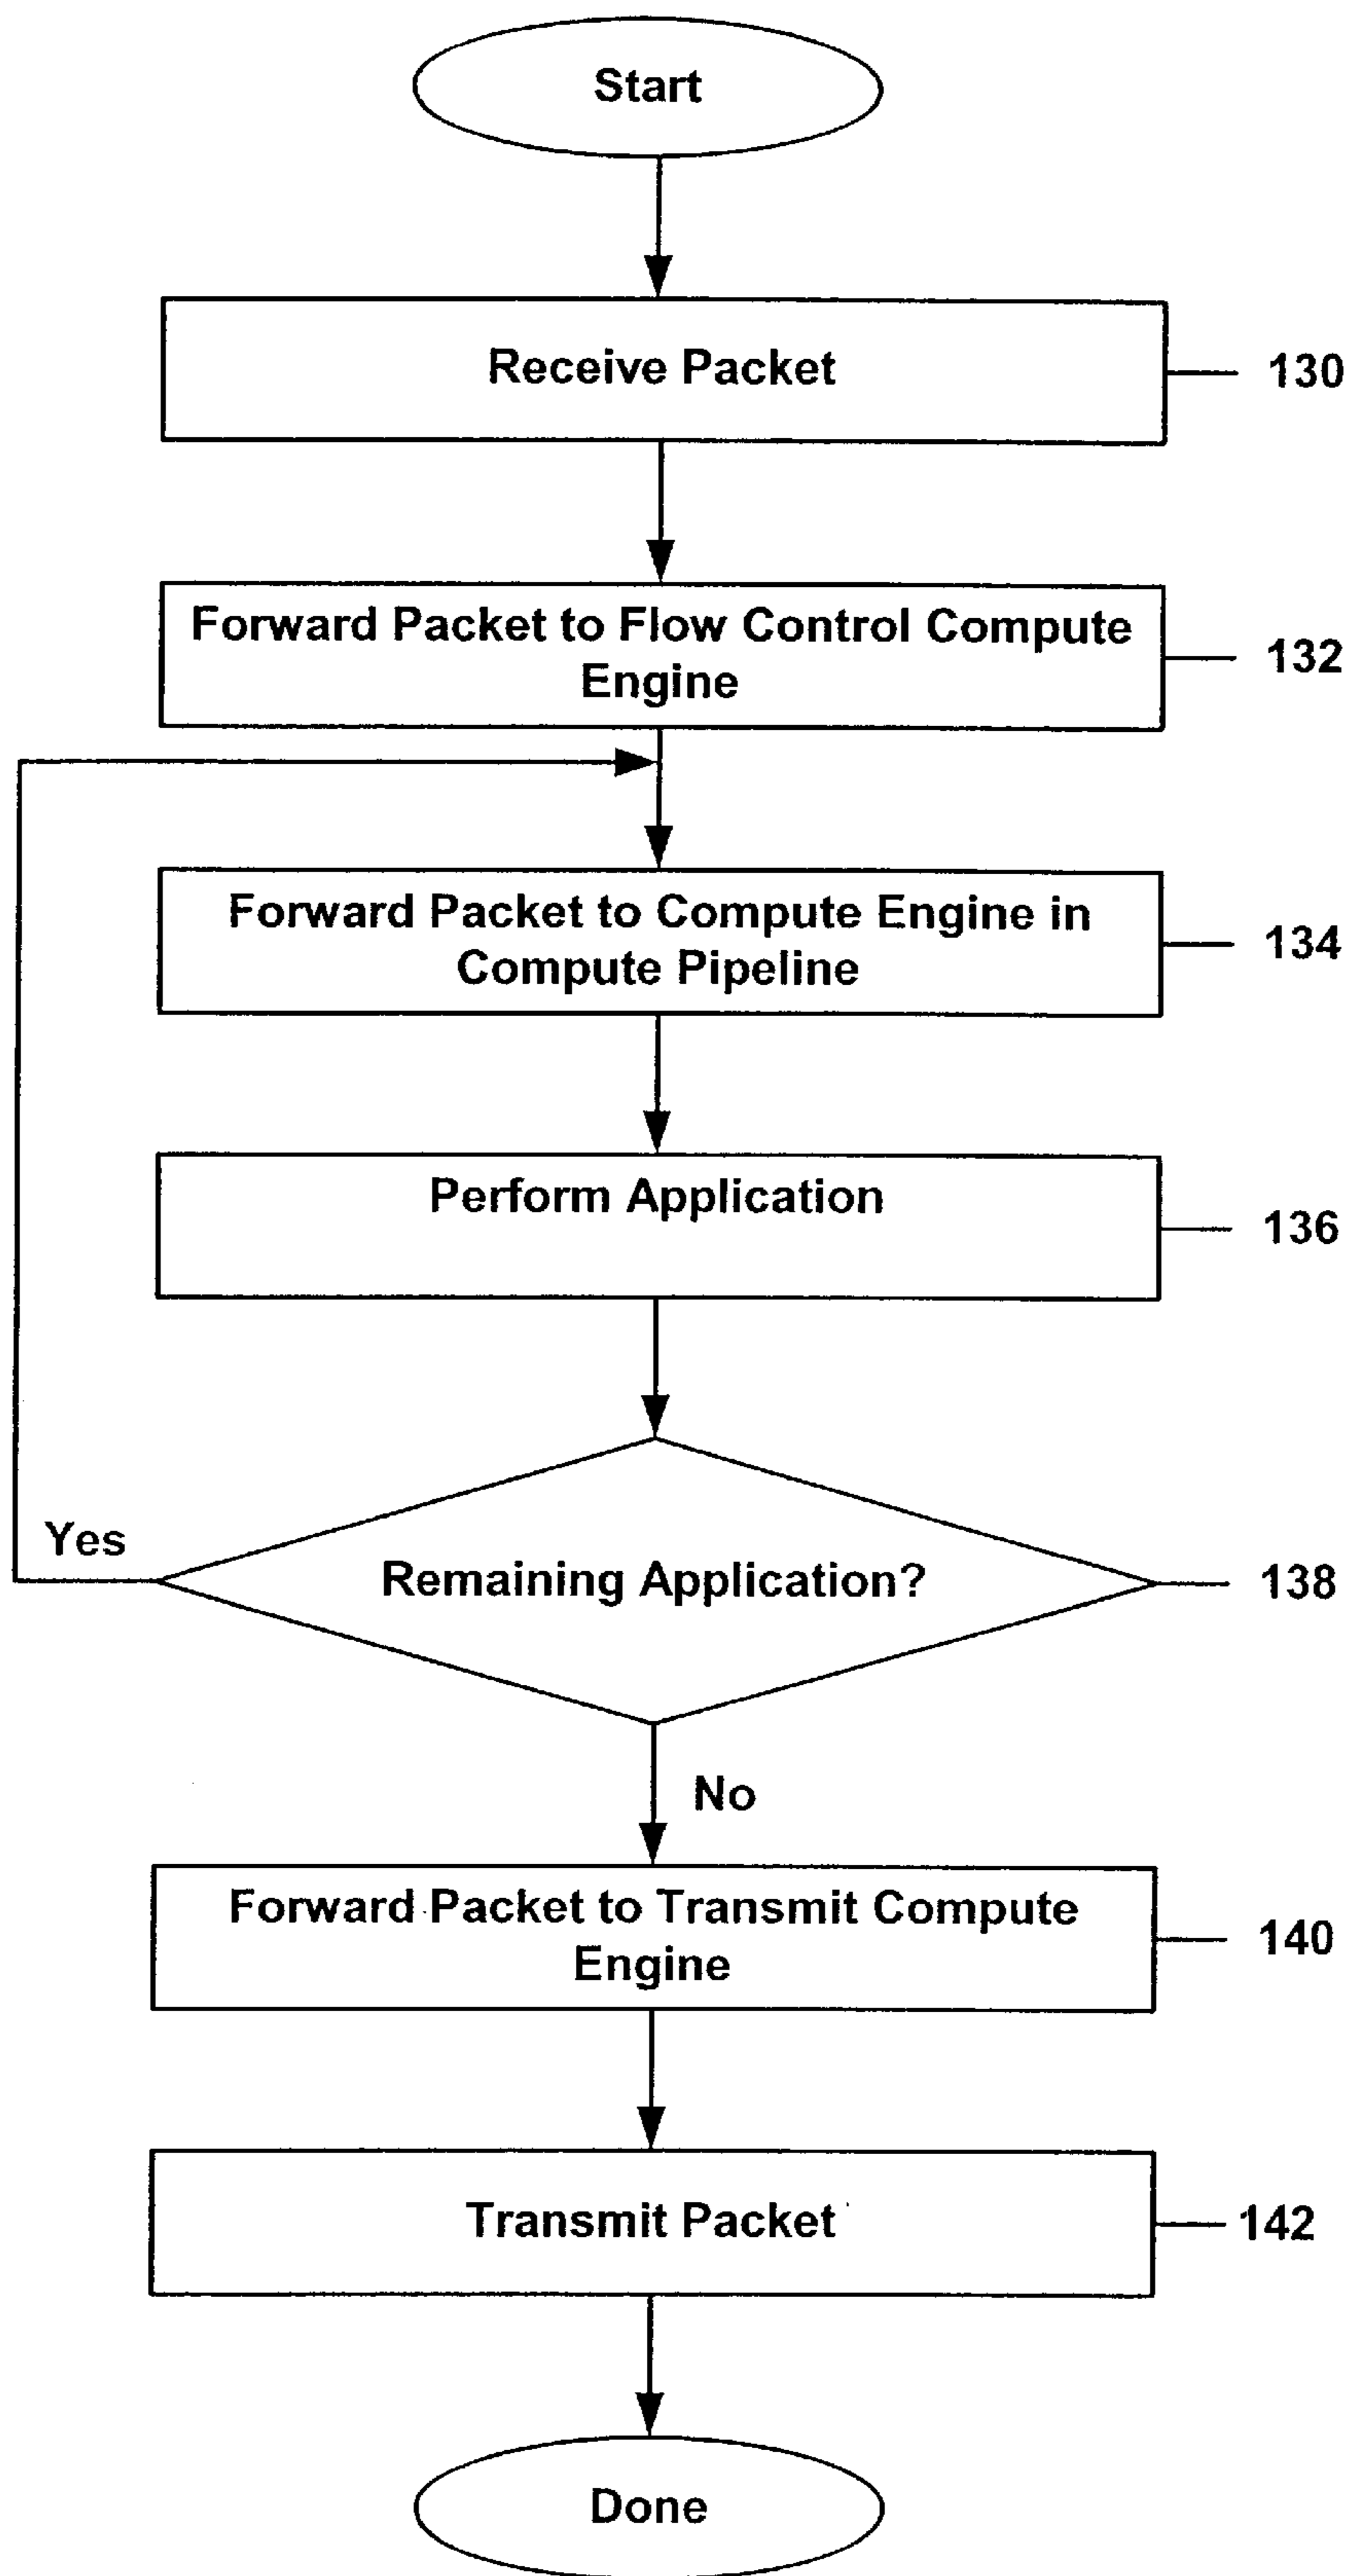 Start
Receive Packet
130
Forward Packet to Flow Control Compute
Engine
132
Forward Packet to Compute Engine in
Compute Pipeline
134
Perform Application
136
Yes
Remaining Application?
138
No
Forward Packet to Transmit Compute
Engine
140
Transmit Packet
142
Done